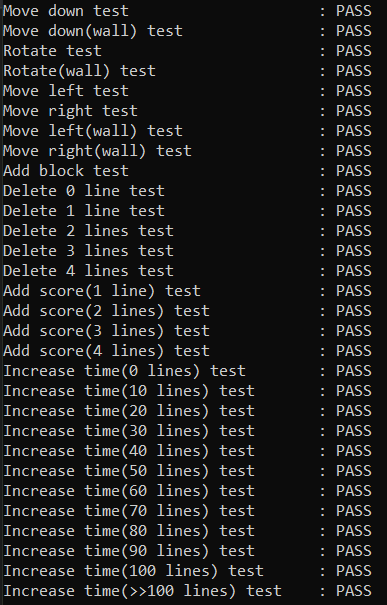 Move down test : PASS
Move down(wall) test : PASS
Rotate test : PASS
Rotate(wall) test : PASS
Move left test : PASS
Move right test : PASS
Move left(wall) test : PASS
Move right(wall) test : PASS
Add block test : PASS
Delete 0 line test : PASS
Delete 1 line test : PASS
Delete 2 lines test : PASS
Delete 3 lines test : PASS
Delete 4 lines test : PASS
Add score(1 line) test : PASS
Add score(2 lines) test : PASS
Add score(3 lines) test : PASS
Add score(4 lines) test : PASS
Increase time(0 lines) test : PASS
Increase time(10 lines) test : PASS
Increase time(20 lines) test : PASS
Increase time(30 lines) test : PASS
Increase time(40 lines) test : PASS
Increase time(50 lines) test : PASS
Increase time(60 lines) test : PASS
Increase time(70 lines) test : PASS
Increase time(80 lines) test : PASS
Increase time(90 lines) test : PASS
Increase time(100 lines) test : PASS
Increase time(>>100 lines) test : PASS